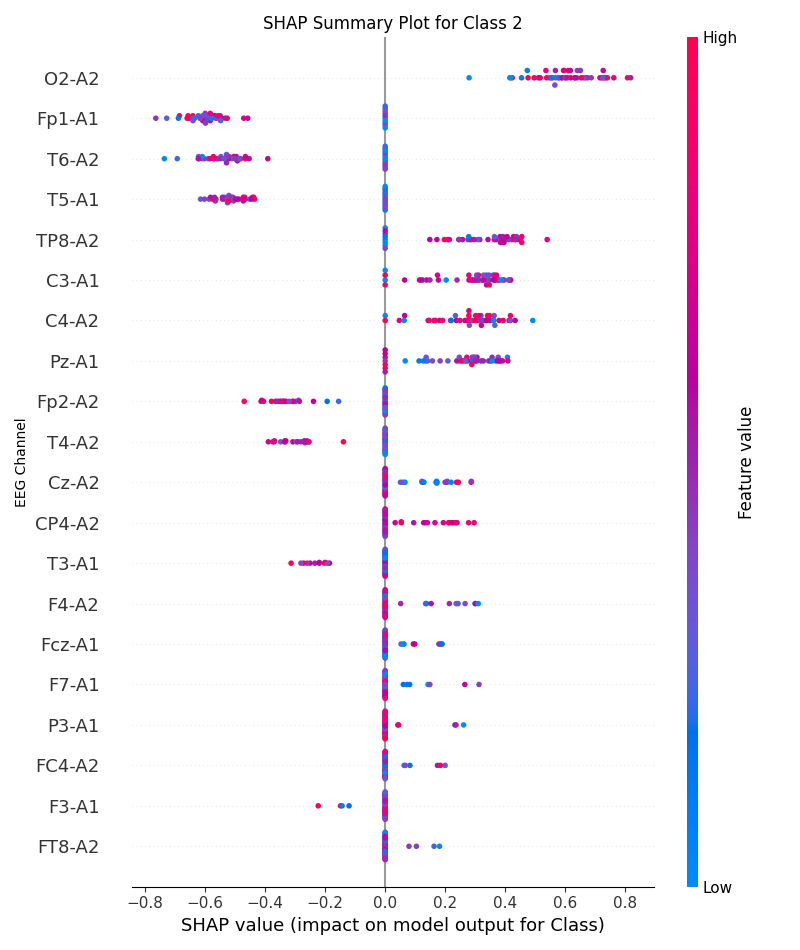 SHAP Summary Plot for Class 2
High
O2-A2
Fp1-A1
T6-A2
T5-A1
TP8-A2
C3-A1
C4-A2
Pz-A1
Fp2-A2
T4-A2
Cz-A2
CP4-A2
T3-A1
F4-A2
Fcz-A1
F7-A1
P3-A1
FC4-A2
F3-A1
FT8-A2
EEG Channel
Feature value
Low
−0.8 −0.6 −0.4 −0.2 0.0 0.2 0.4 0.6 0.8
SHAP value (impact on model output for Class)